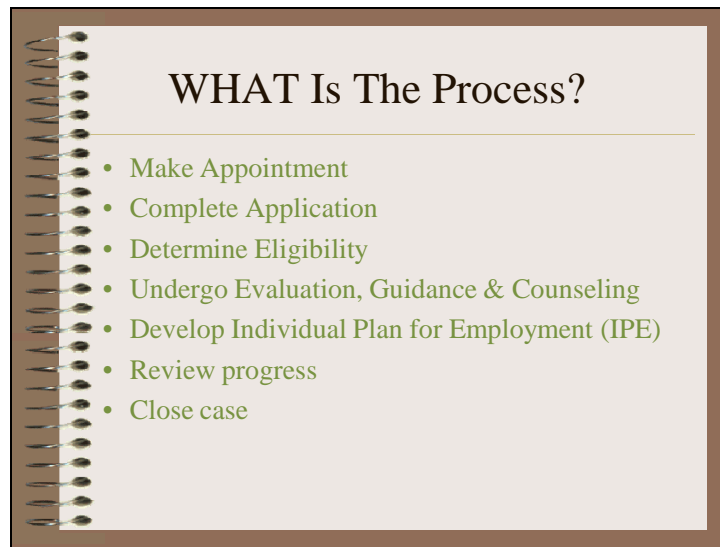 WHAT Is The Process?
• Make Appointment
• Complete Application
• Determine Eligibility
• Undergo Evaluation, Guidance & Counseling
• Develop Individual Plan for Employment (IPE)
• Review progress
• Close case